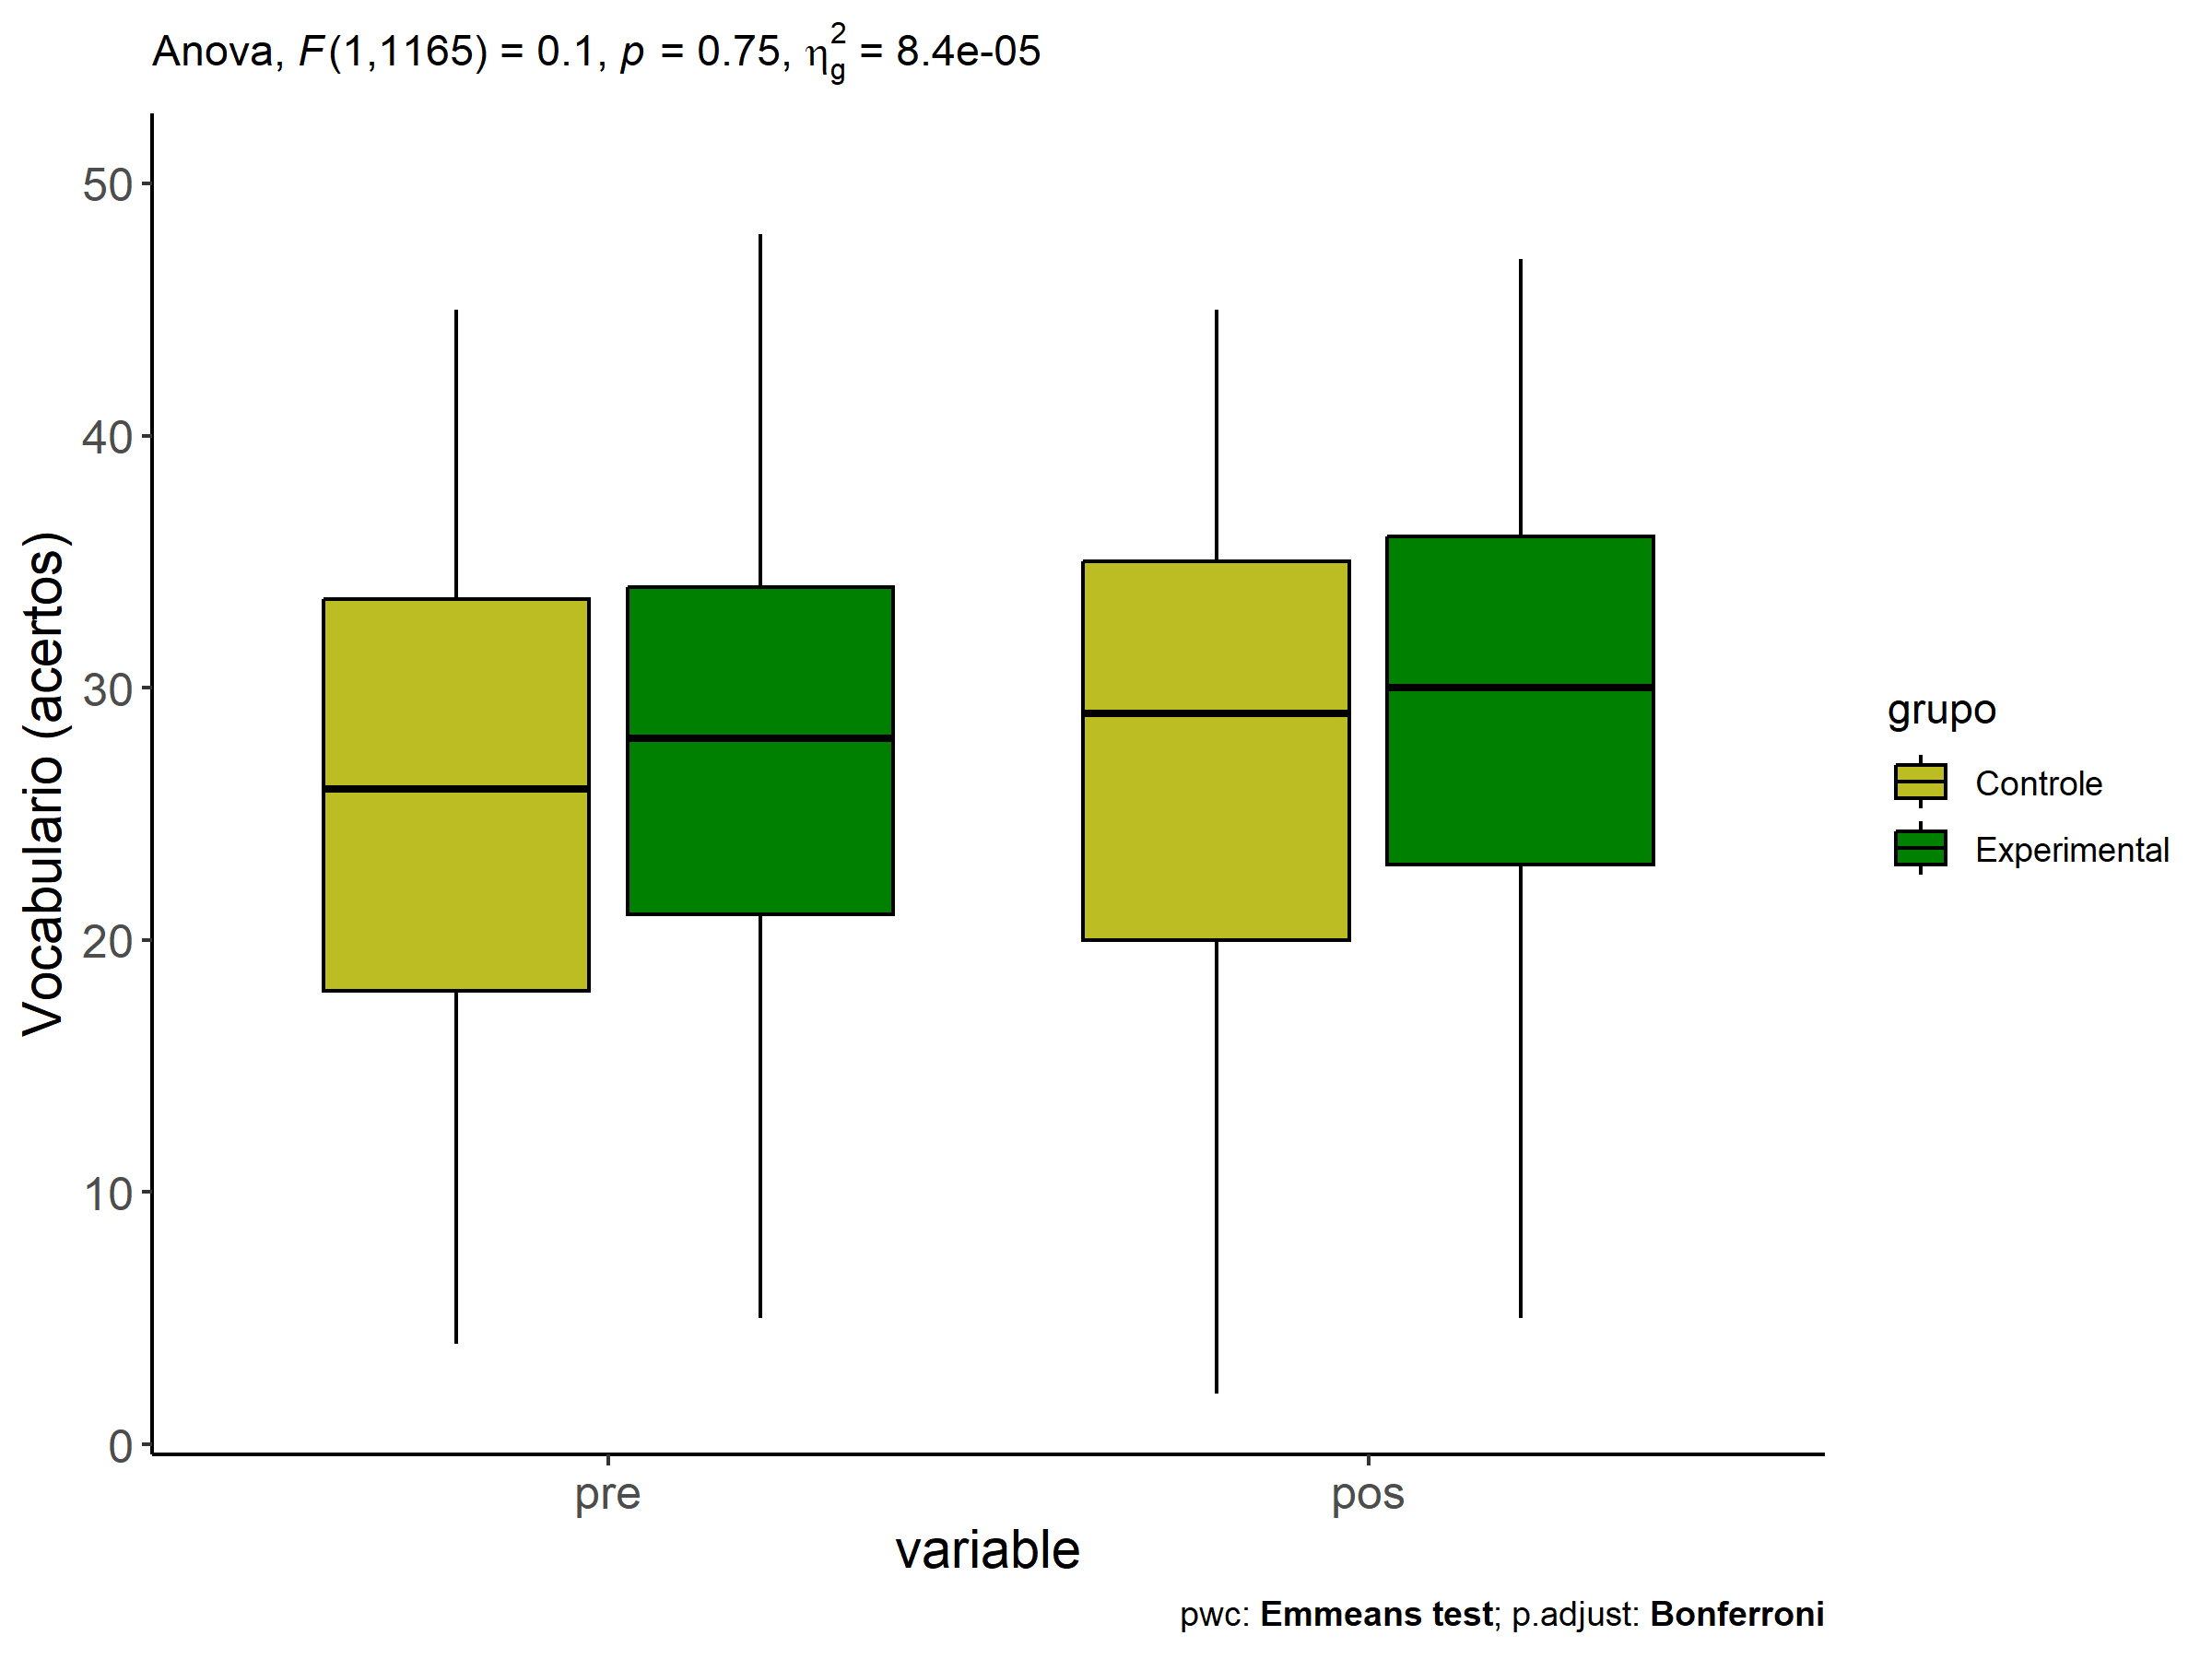 Anova, F(1,1165) = 0.1, p = 0.75, η²g = 8.4e-05
50
40
30
20
10
0
Vocabulario (acertos)
pre
pos
variable
grupo
Controle
Experimental
pwc: Emmeans test; p.adjust: Bonferroni